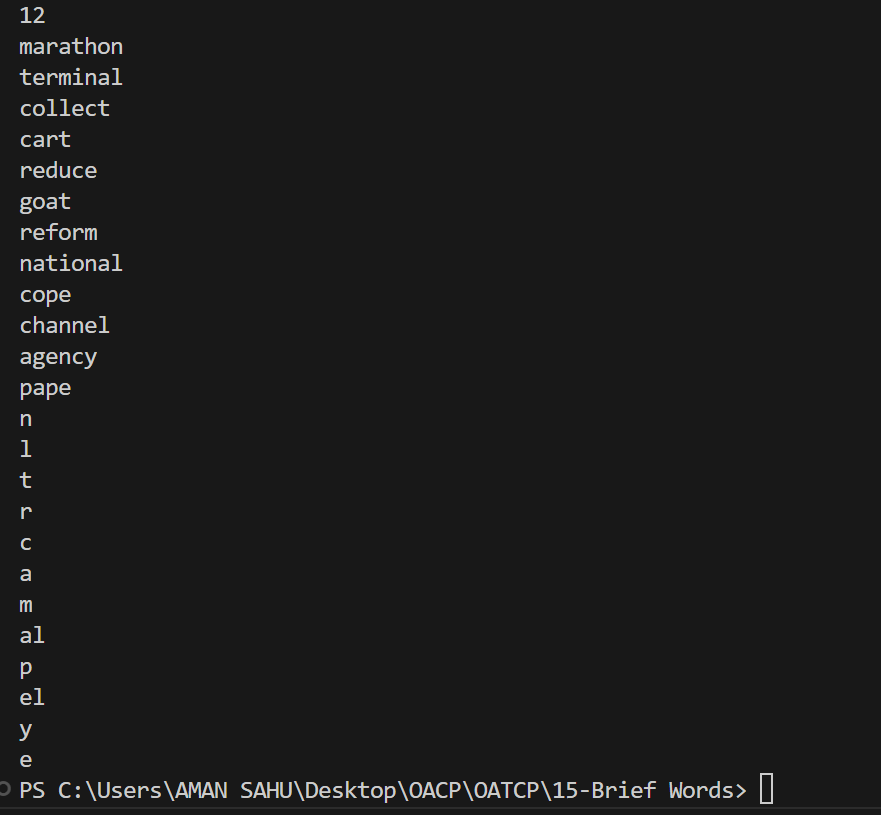 12
marathon
terminal
collect
cart
reduce
goat
reform
national
cope
channel
agency
pape
n
l
t
r
c
a
m
al
p
el
y
e
PS C:\Users\AMAN SAHU\Desktop\OACP\OATCP\15-Brief Words>